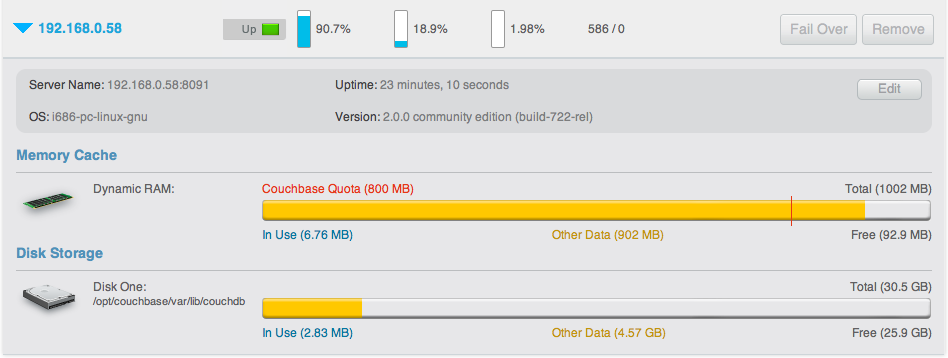 192.168.0.58 Up 90.7% 18.9% 1.98% 586 / 0 Fail Over Remove
Server Name: 192.168.0.58:8091 Uptime: 23 minutes, 10 seconds Edit
OS: i686-pc-linux-gnu Version: 2.0.0 community edition (build-722-rel)
Memory Cache
Dynamic RAM: Couchbase Quota (800 MB) Total (1002 MB)
In Use (6.76 MB) Other Data (902 MB) Free (92.9 MB)
Disk Storage
Disk One: Total (30.5 GB)
/opt/couchbase/var/lib/couchdb
In Use (2.83 MB) Other Data (4.57 GB) Free (25.9 GB)